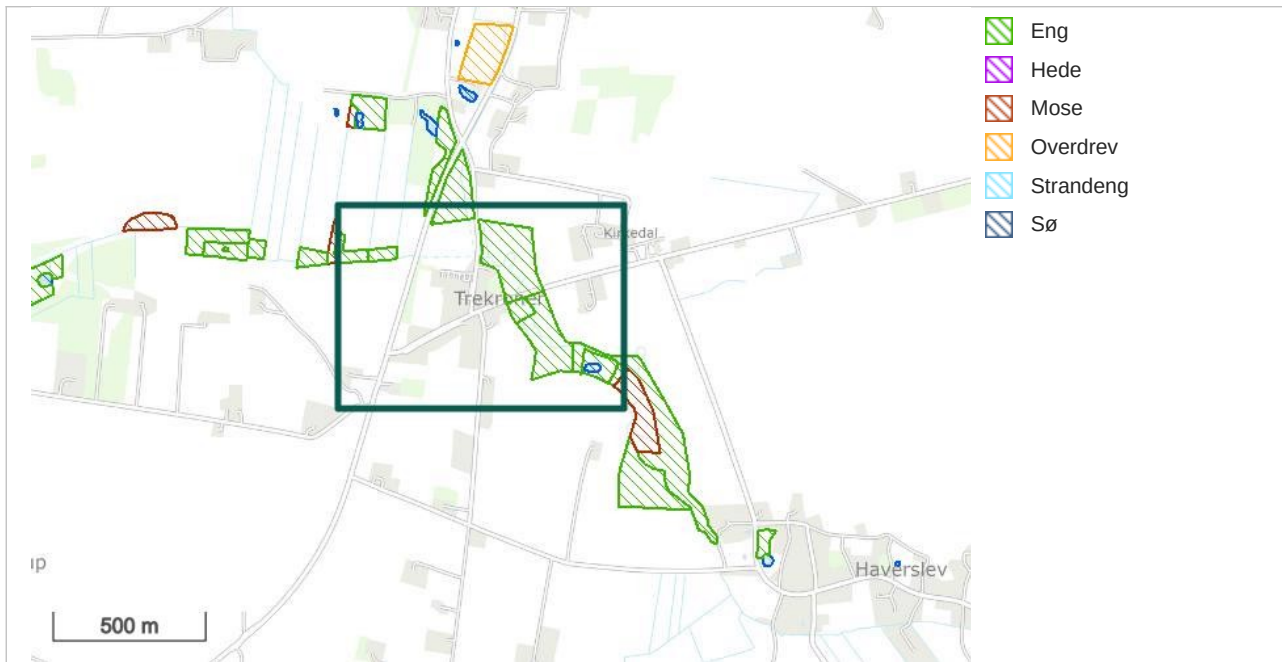 Eng
Hede
Mose
Overdrev
Strandeng
Sø
Kirkedal
Trekroner
Haverslev
500 m